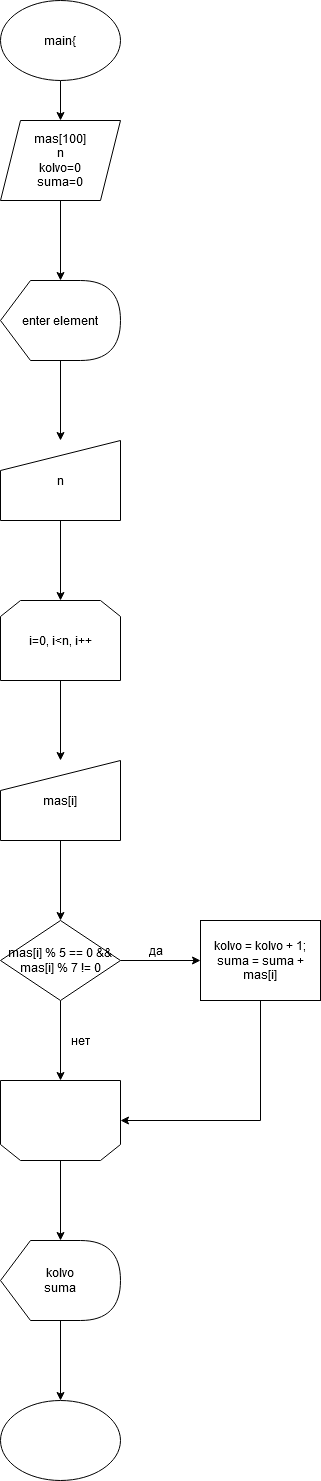 main{
mas[100]
n
kolvo=0
suma=0
enter element
n
i=0, i<n, i++
mas[i]
mas[i] % 5 == 0 &&
mas[i] % 7 != 0
да
kolvo = kolvo + 1;
suma = suma +
mas[i]
нет
kolvo
suma